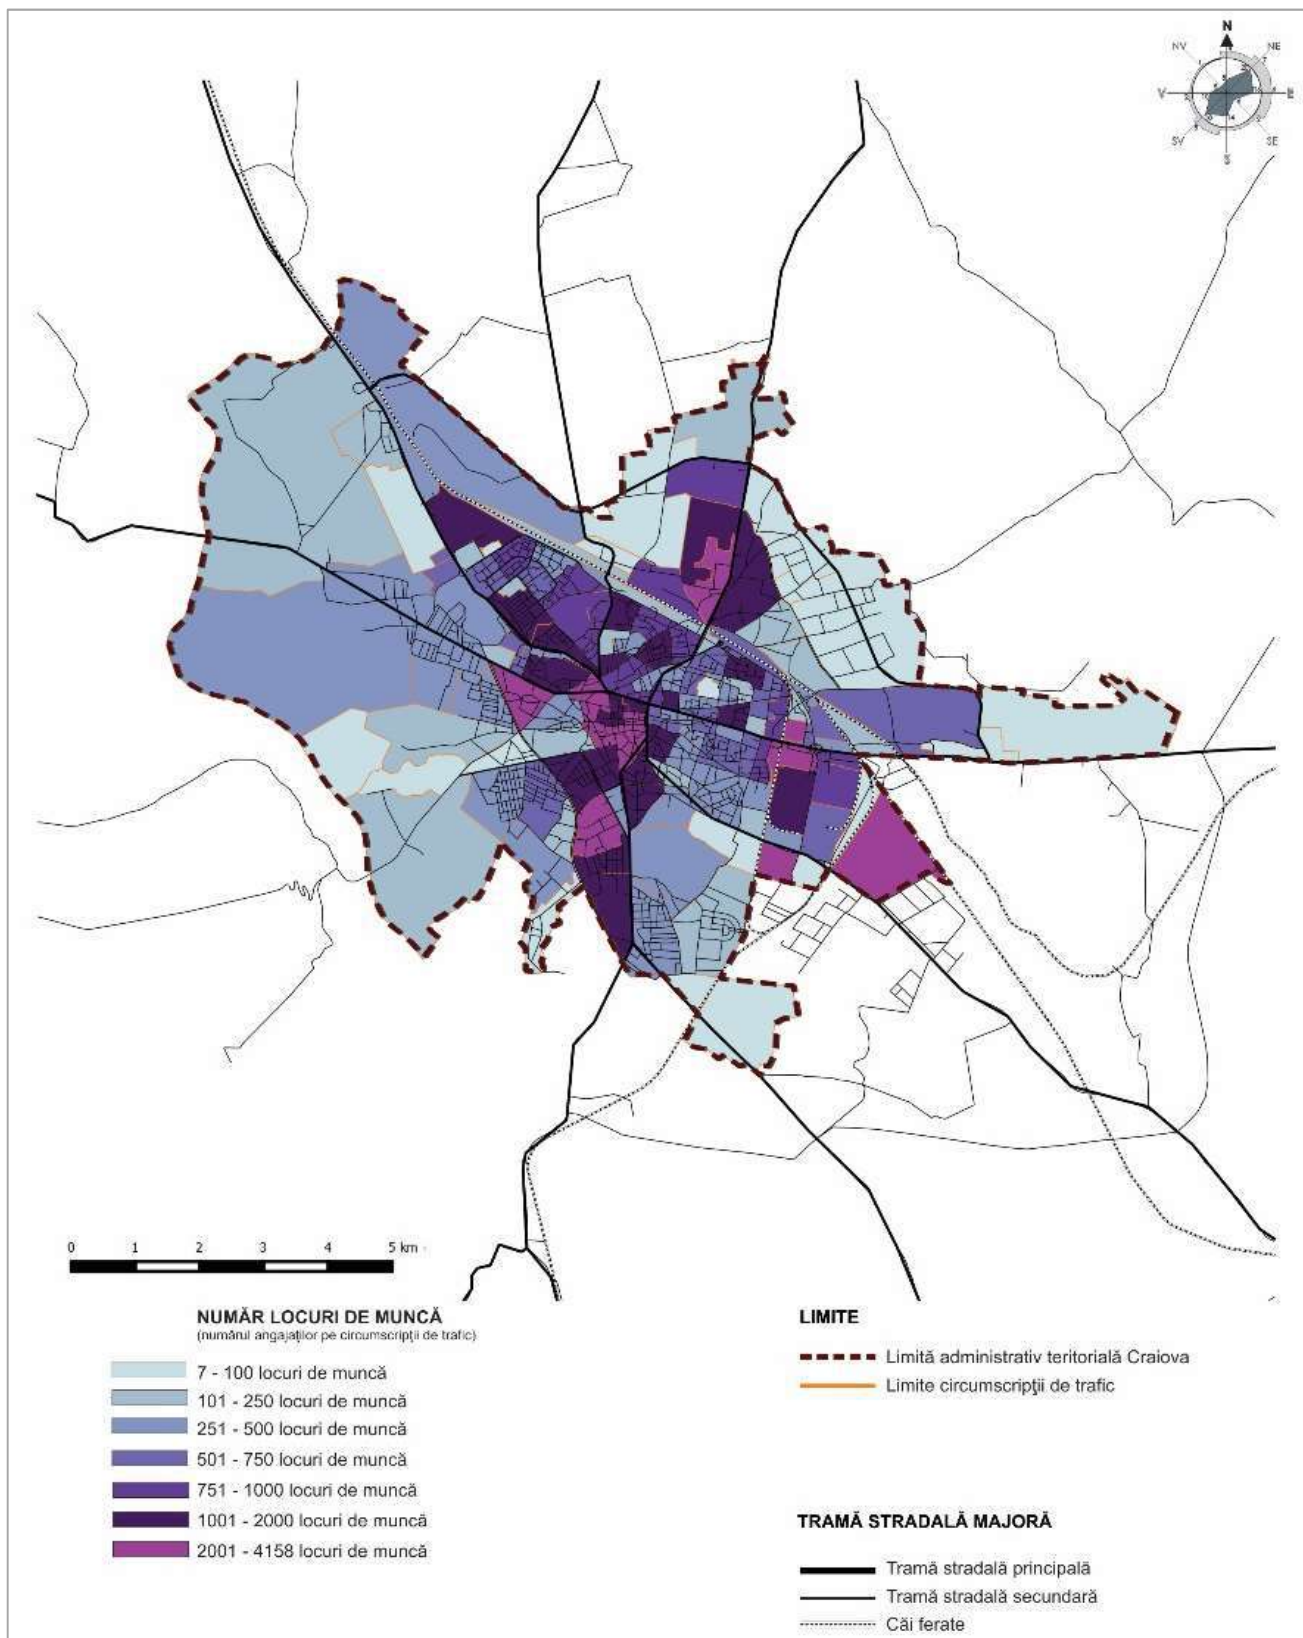 N
NV
NE
V
E
SV
SE
S
0 1 2 3 4 5 km
NUMĂR LOCURI DE MUNCĂ
(numărul angajaţilor pe circumscripţii de trafic)
7 - 100 locuri de muncă
101 - 250 locuri de muncă
251 - 500 locuri de muncă
501 - 750 locuri de muncă
751 - 1000 locuri de muncă
1001 - 2000 locuri de muncă
2001 - 4158 locuri de muncă
LIMITE
Limită administrativ teritorială Craiova
Limite circumscripţii de trafic
TRAMĂ STRADALĂ MAJORĂ
Tramă stradală principală
Tramă stradală secundară
Căi ferate